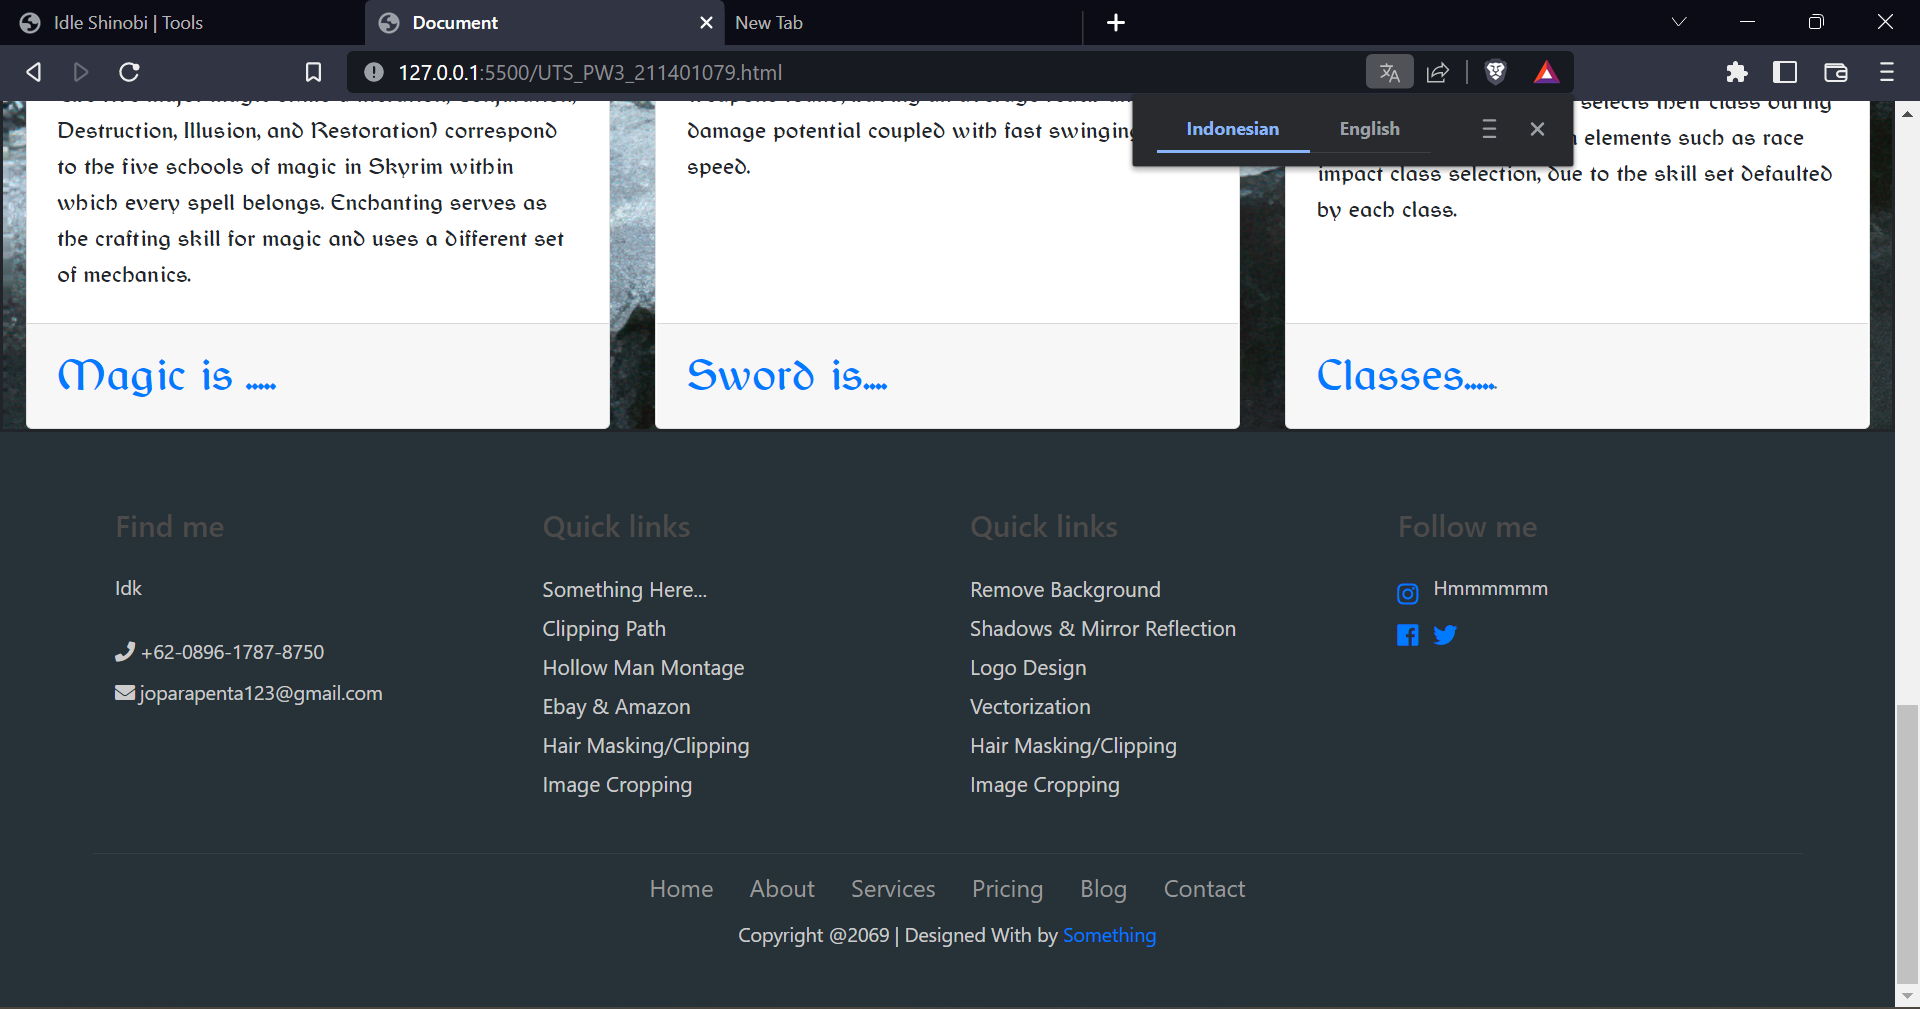 Idle Shinobi | Tools
Document
New Tab
127.0.0.1:5500/UTS_PW3_211401079.html
Indonesian
English
Destruction, Illusion, and Restoration) correspond
to the five schools of magic in Skyrim within
which every spell belongs. Enchanting serves as
the crafting skill for magic and uses a different set
of mechanics.
damage potential coupled with fast swinging
speed.
selects their class during
elements such as race
impact class selection, due to the skill set defaulted
by each class.
Magic is .....
Sword is....
Classes.....
Find me
Idk
+62-0896-1787-8750
joparapenta123@gmail.com
Quick links
Something Here...
Clipping Path
Hollow Man Montage
Ebay & Amazon
Hair Masking/Clipping
Image Cropping
Quick links
Remove Background
Shadows & Mirror Reflection
Logo Design
Vectorization
Hair Masking/Clipping
Image Cropping
Follow me
Hmmmmmm
Home About Services Pricing Blog Contact
Copyright @2069 | Designed With by Something